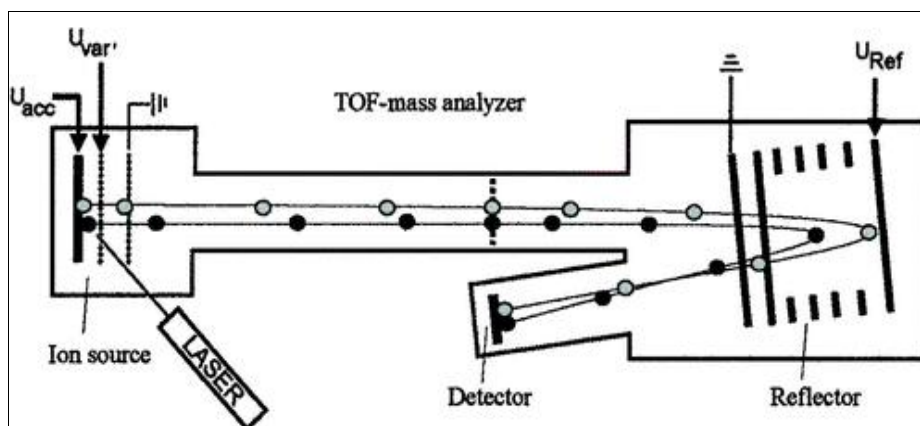 U_var'
U_Ref
U_acc
TOF-mass analyzer
Ion source
LASER
Detector
Reflector